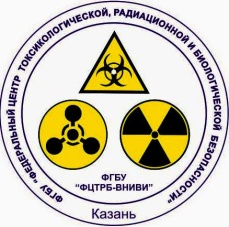 ФГБУ "ФЕДЕРАЛЬНЫЙ ЦЕНТР ТОКСИКОЛОГИЧЕСКОЙ, РАДИАЦИОННОЙ И БИОЛОГИЧЕСКОЙ БЕЗОПАСНОСТИ"
ФГБУ
"ФЦТРБ-ВНИВИ"
Казань